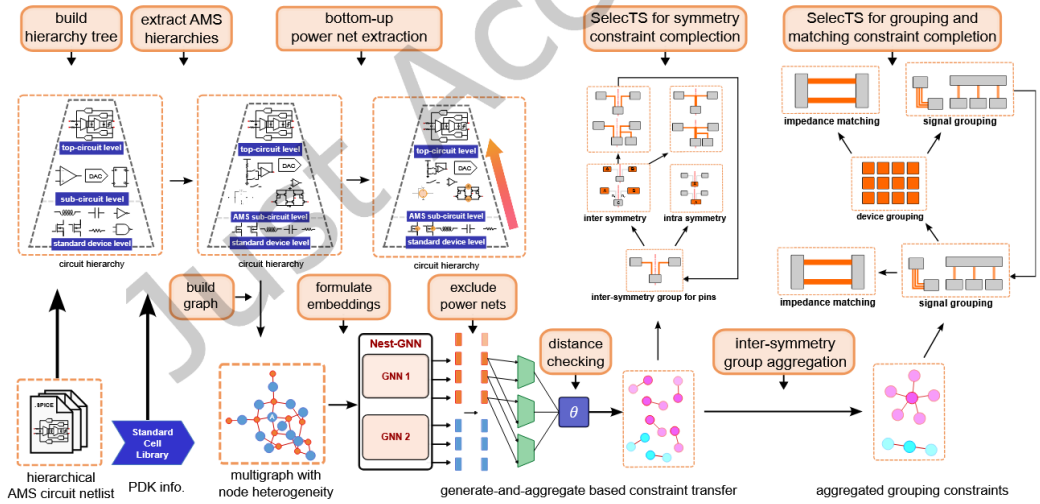 build
hierarchy tree
extract AMS
hierarchies
bottom-up
power net extraction
SelecTS for symmetry
constraint complection
SelecTS for grouping and
matching constraint completion
top-circuit level
DAC
sub-circuit level
standard device level
circuit hierarchy
top-circuit level
DAC
AMS sub-circuit level
standard device level
circuit hierarchy
top-circuit level
DAC
AMS sub-circuit level
standard device level
circuit hierarchy
inter symmetry
intra symmetry
inter-symmetry group for pins
impedance matching
signal grouping
device grouping
impedance matching
signal grouping
build
graph
formulate
embeddings
exclude
power nets
distance
checking
inter-symmetry
group aggregation
.SPICE
hierarchical
AMS circuit netlist
Standard
Cell
Library
PDK info.
A
multigraph with
node heterogeneity
Nest-GNN
GNN 1
GNN 2
θ
generate-and-aggregate based constraint transfer
aggregated grouping constraints
Just Acc